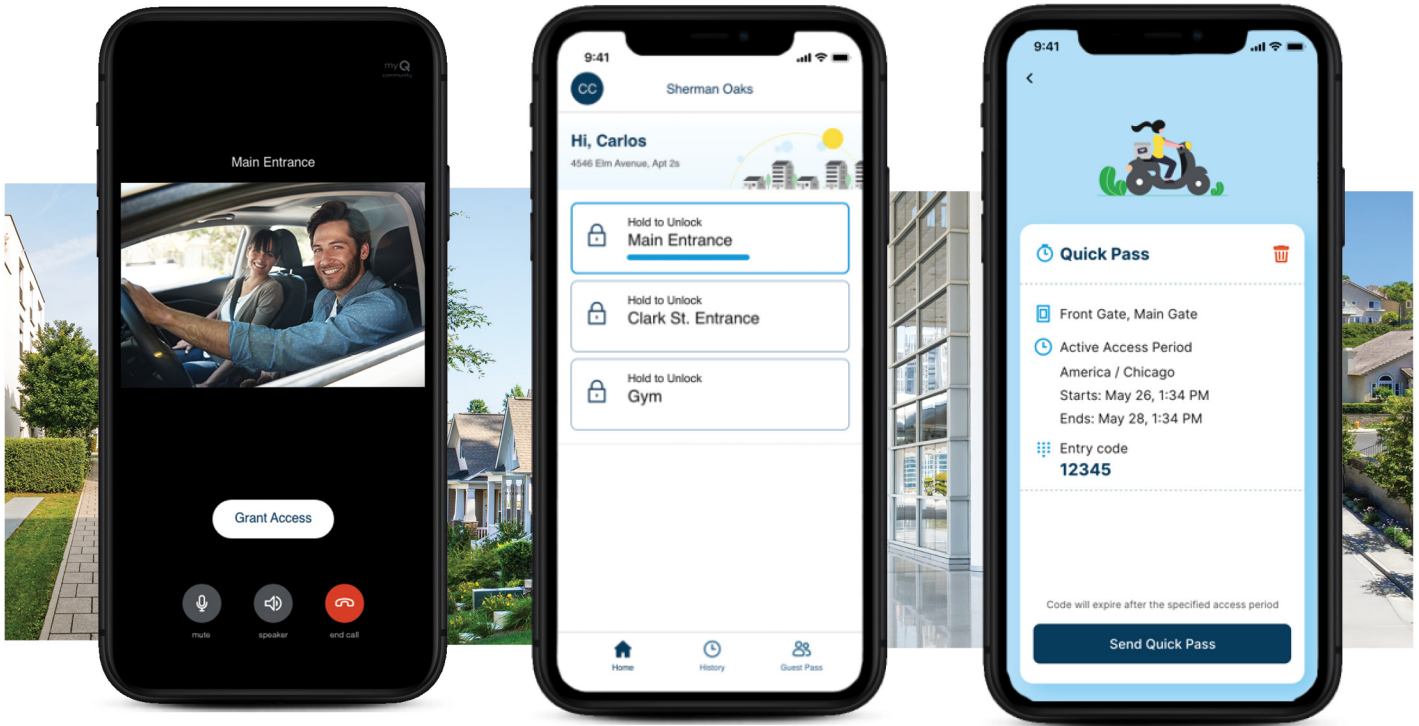 myQ
community
Main Entrance
Grant Access
mute
speaker
end call
9:41
CC
Sherman Oaks
Hi, Carlos
4546 Elm Avenue, Apt 2s
Hold to Unlock
Main Entrance
Hold to Unlock
Clark St. Entrance
Hold to Unlock
Gym
Home
History
Guest Pass
9:41
Quick Pass
Front Gate, Main Gate
Active Access Period
America / Chicago
Starts: May 26, 1:34 PM
Ends: May 28, 1:34 PM
Entry code
12345
Code will expire after the specified access period
Send Quick Pass